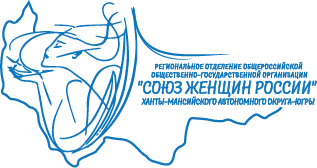 РЕГИОНАЛЬНОЕ ОТДЕЛЕНИЕ ОБЩЕРОССИЙСКОЙ
ОБЩЕСТВЕННО-ГОСУДАРСТВЕННОЙ ОРГАНИЗАЦИИ
"СОЮЗ ЖЕНЩИН РОССИИ"
ХАНТЫ-МАНСИЙСКОГО АВТОНОМНОГО ОКРУГА-ЮГРЫ